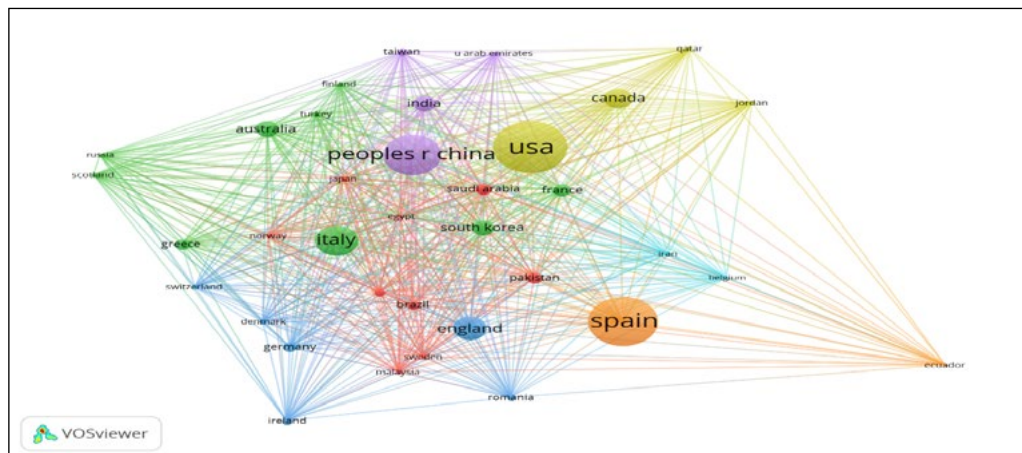 taiwan
u arab emirates
qatar
finland
india
canada
jordan
turkey
australia
usa
peoples r china
russia
scotland
japan
saudi arabia
france
egypt
south korea
norway
italy
greece
iran
switzerland
pakistan
belgium
brazil
denmark
england
spain
germany
sweden
malaysia
ecuador
romania
ireland
VOSviewer